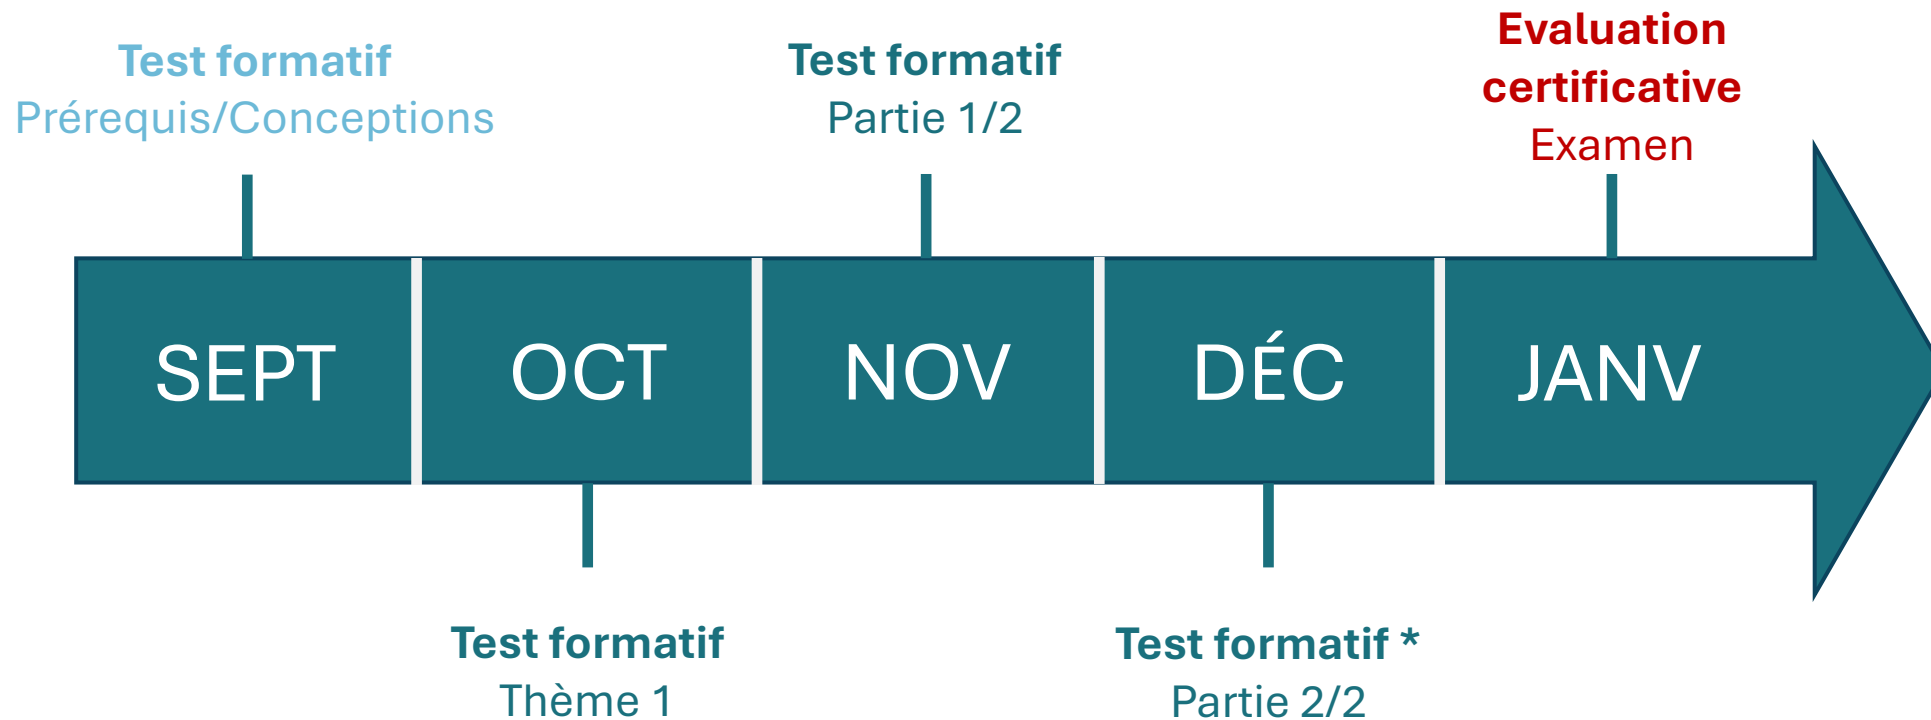 Test formatif
Prérequis/Conceptions
Test formatif
Partie 1/2
Evaluation
certificative
Examen
SEPT
OCT
NOV
DÉC
JANV
Test formatif
Thème 1
Test formatif *
Partie 2/2